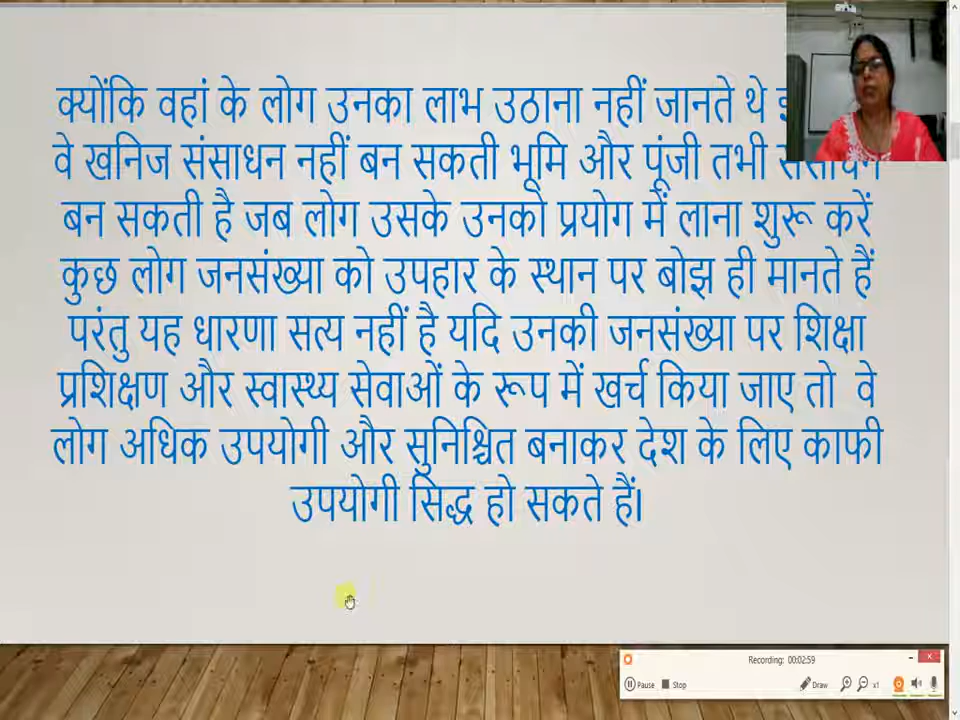 क्योंकि वहां के लोग उनका लाभ उठाना नहीं जानते थे
वे खनिज संसाधन नहीं बन सकती भूमि और पूंजी तभी संसाधन
बन सकती है जब लोग उसके उनको प्रयोग में लाना शुरू करें
कुछ लोग जनसंख्या को उपहार के स्थान पर बोझ ही मानते हैं
परंतु यह धारणा सत्य नहीं है यदि उनकी जनसंख्या पर शिक्षा
प्रशिक्षण और स्वास्थ्य सेवाओं के रूप में खर्च किया जाए तो वे
लोग अधिक उपयोगी और सुनिश्चित बनाकर देश के लिए काफी
उपयोगी सिद्ध हो सकते हैं।
Recording: 00:02:59
Pause Stop Draw x1